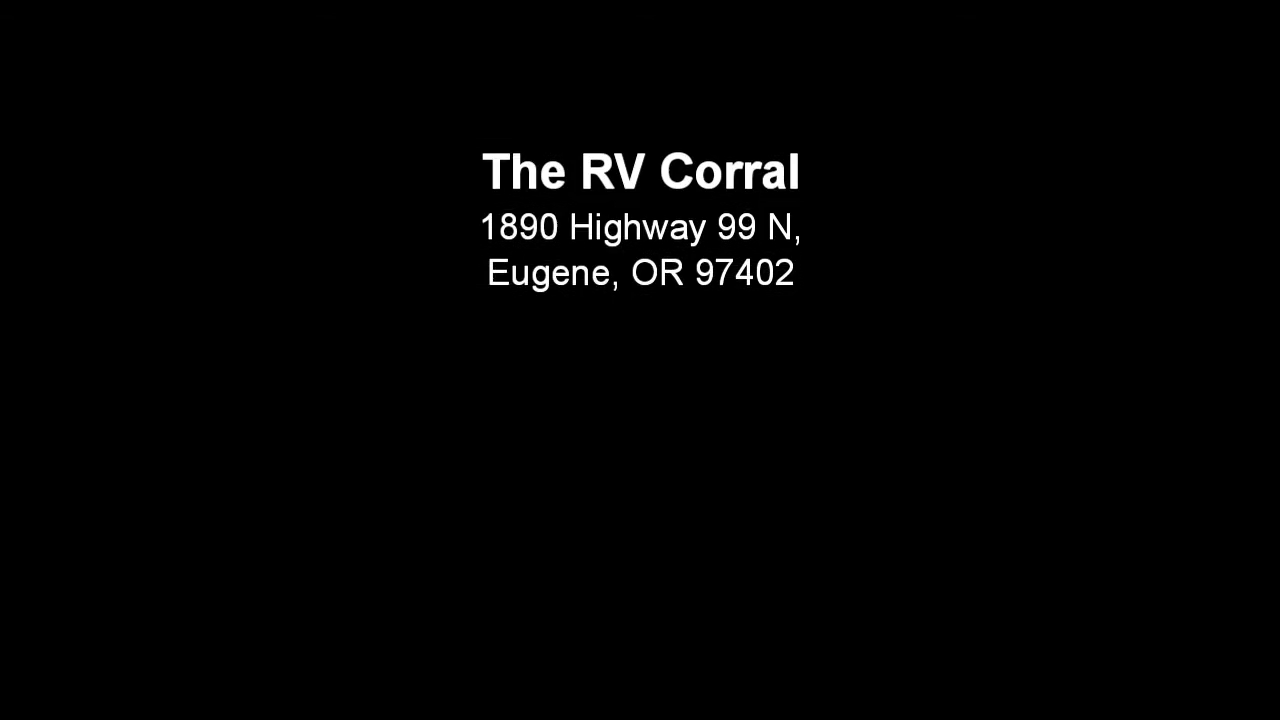 The RV Corral
1890 Highway 99 N,
Eugene, OR 97402